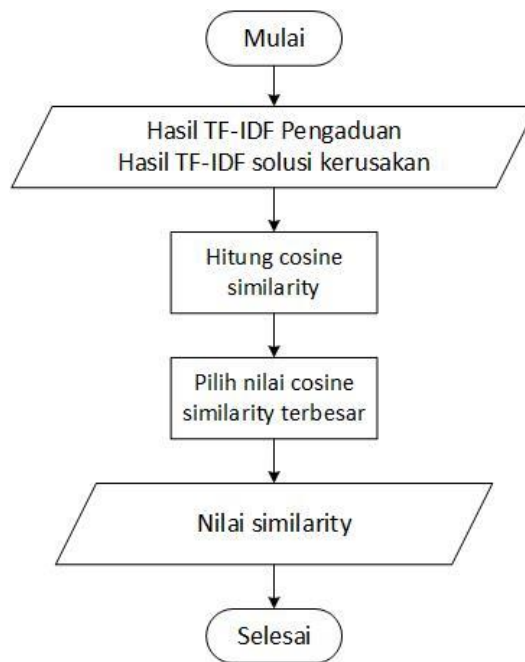 Mulai
Hasil TF-IDF Pengaduan
Hasil TF-IDF solusi kerusakan
Hitung cosine
similarity
Pilih nilai cosine
similarity terbesar
Nilai similarity
Selesai